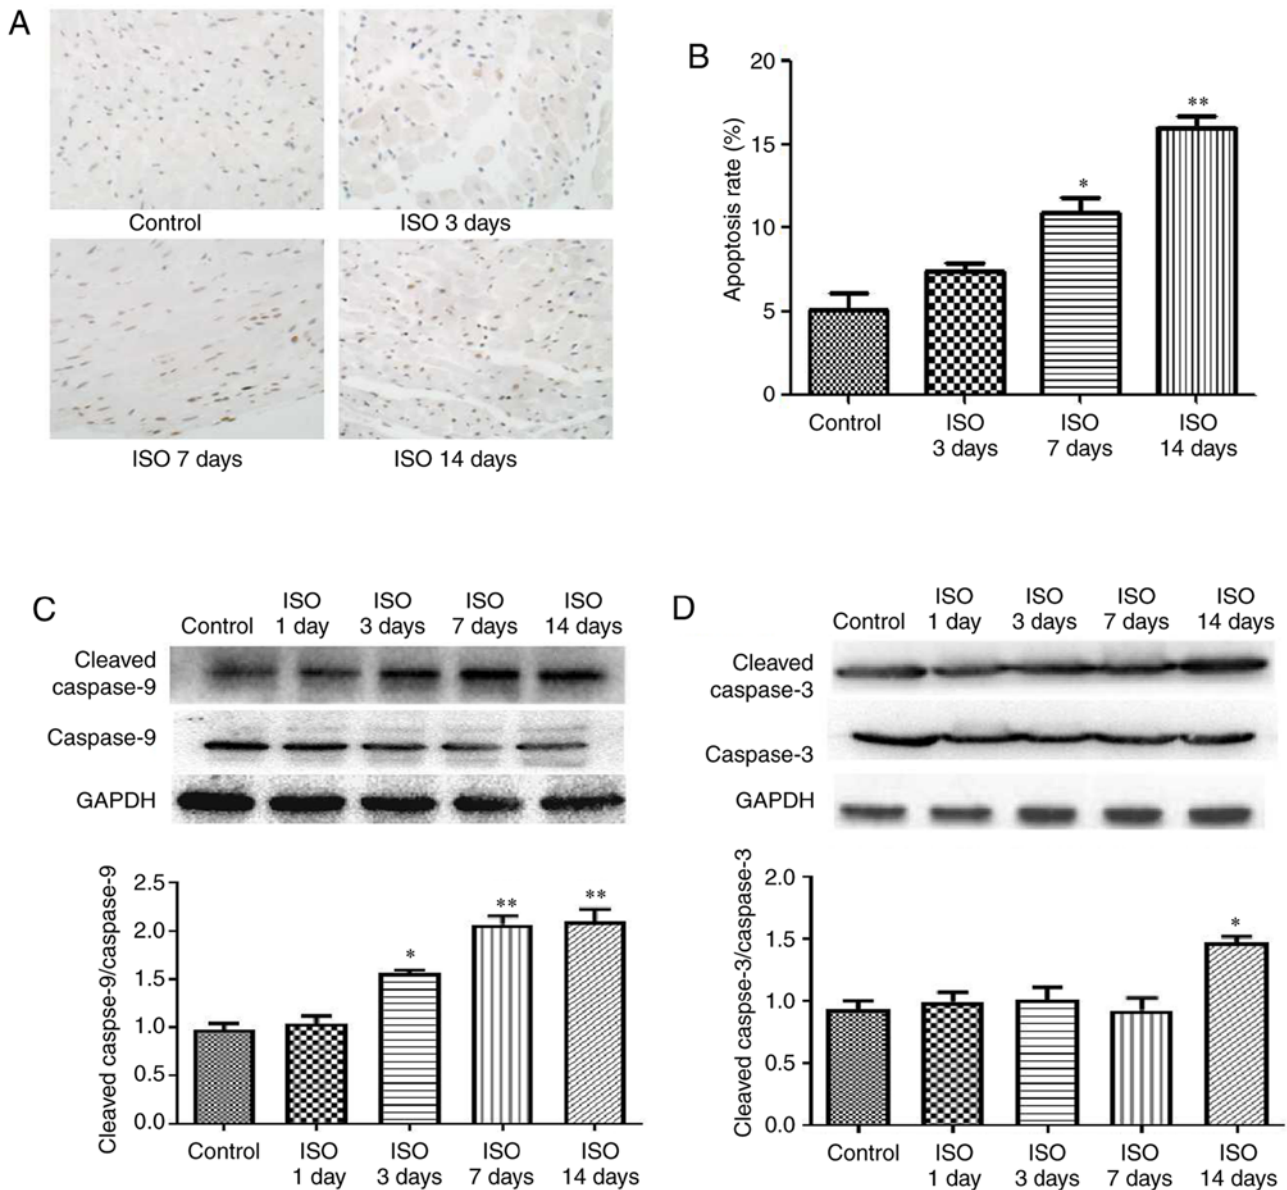 A
Control
ISO 3 days
ISO 7 days
ISO 14 days
B
Apoptosis rate (%)
20
15
10
5
0
*
**
Control
ISO
3 days
ISO
7 days
ISO
14 days
C
Control
ISO
1 day
ISO
3 days
ISO
7 days
ISO
14 days
Cleaved
caspase-9
Caspase-9
GAPDH
Cleaved caspse-9/caspase-9
2.5
2.0
1.5
1.0
0.5
0.0
*
**
**
Control
ISO
1 day
ISO
3 days
ISO
7 days
ISO
14 days
D
Control
ISO
1 day
ISO
3 days
ISO
7 days
ISO
14 days
Cleaved
caspase-3
Caspase-3
GAPDH
Cleaved caspse-3/caspase-3
2.0
1.5
1.0
0.5
0.0
*
Control
ISO
1 day
ISO
3 days
ISO
7 days
ISO
14 days